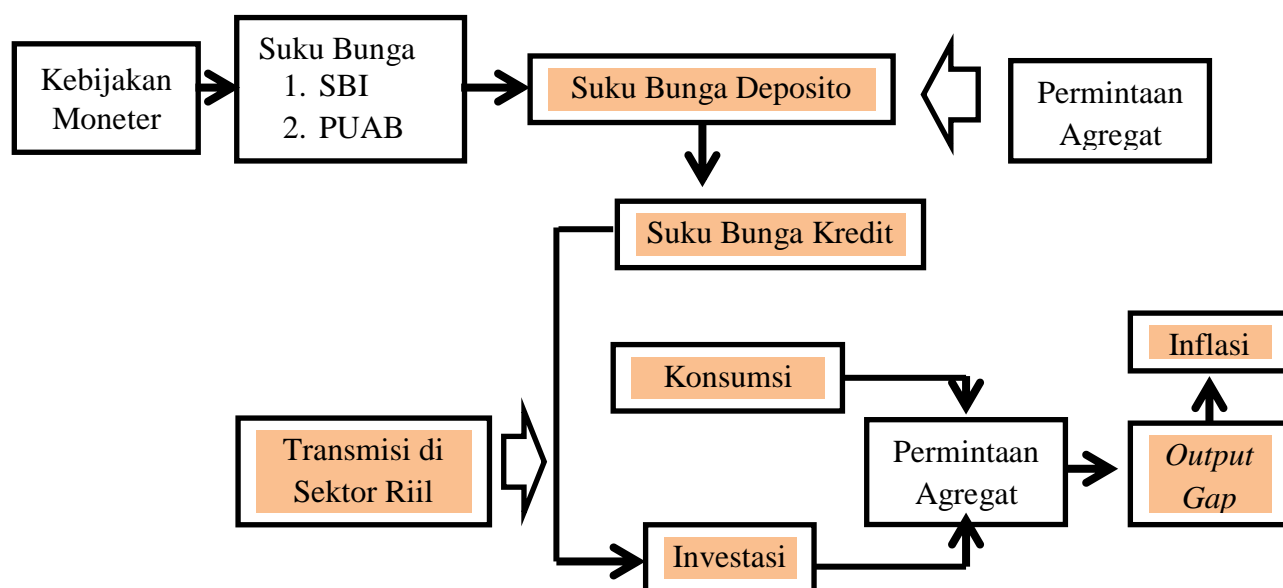 Kebijakan
Moneter
Suku Bunga
1. SBI
2. PUAB
Suku Bunga Deposito
Permintaan
Agregat
Suku Bunga Kredit
Konsumsi
Inflasi
Transmisi di
Sektor Riil
Permintaan
Agregat
Output
Gap
Investasi